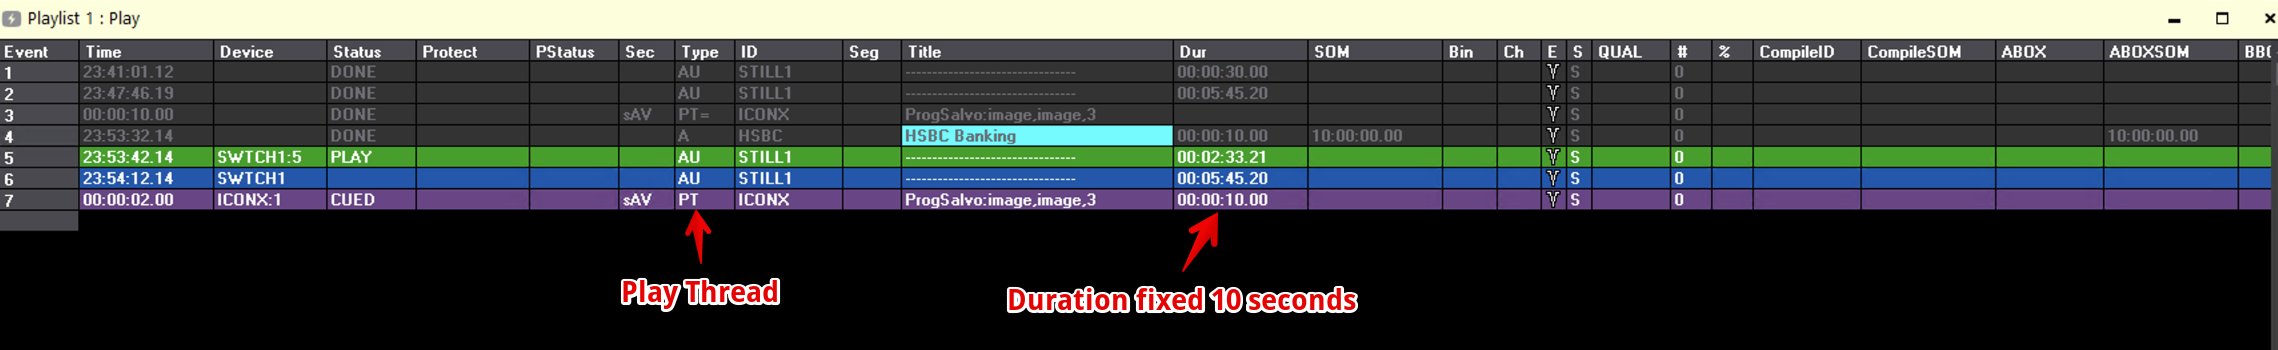 Playlist 1 : Play
Event Time Device Status Protect PStatus Sec Type ID Seg Title Dur SOM Bin Ch E S QUAL # % CompileID CompileSOM ABOX ABOXSOM
1 23:41:01.12 DONE AU STILL1 -------------------------------- 00:00:30.00 S 0
2 23:47:46.19 DONE AU STILL1 -------------------------------- 00:05:45.20 S 0
3 00:00:10.00 DONE sAV PT= ICONX ProgSalvo:image,image,3 S 0
4 23:53:32.14 DONE A HSBC HSBC Banking 00:00:10.00 10:00:00.00 S 0 10:00:00.00
5 23:53:42.14 SWTCH1:5 PLAY AU STILL1 -------------------------------- 00:02:33.21 S 0
6 23:54:12.14 SWTCH1 AU STILL1 -------------------------------- 00:05:45.20 S 0
7 00:00:02.00 ICONX:1 CUED sAV PT ICONX ProgSalvo:image,image,3 00:00:10.00 S 0
Play Thread
Duration fixed 10 seconds